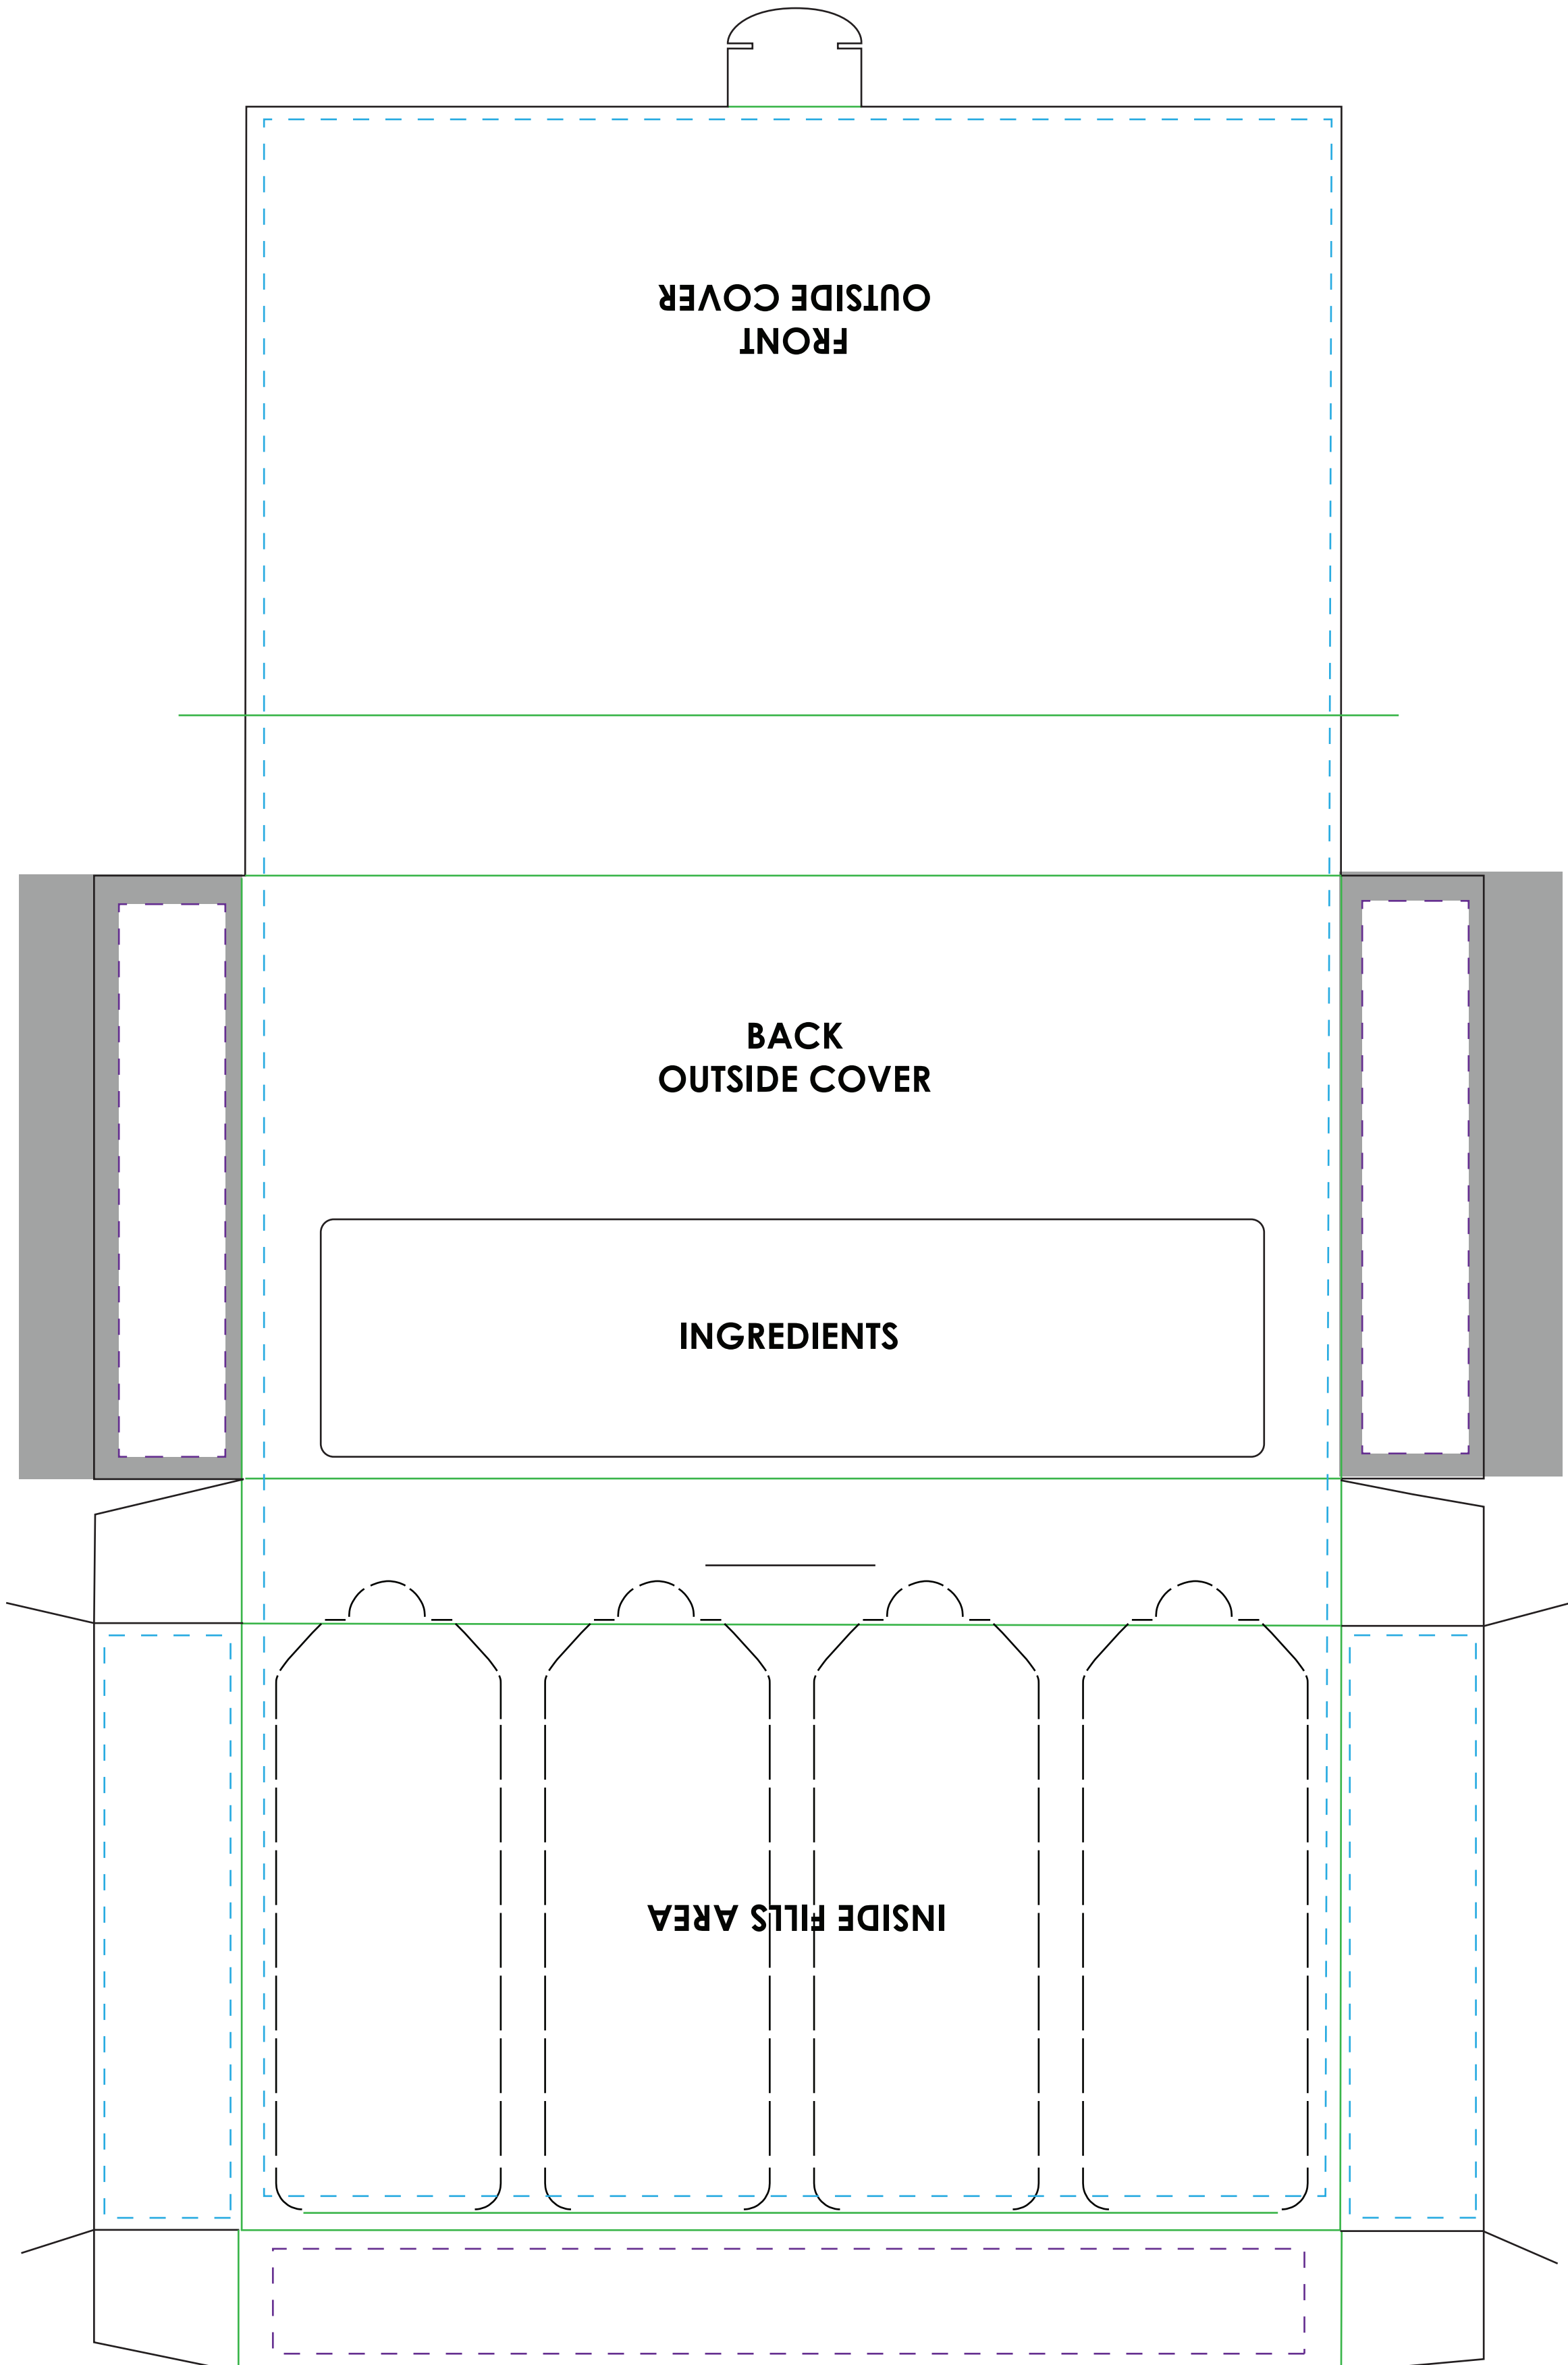 FRONT
OUTSIDE COVER
BACK
OUTSIDE COVER
INGREDIENTS
INSIDE FILLS AREA